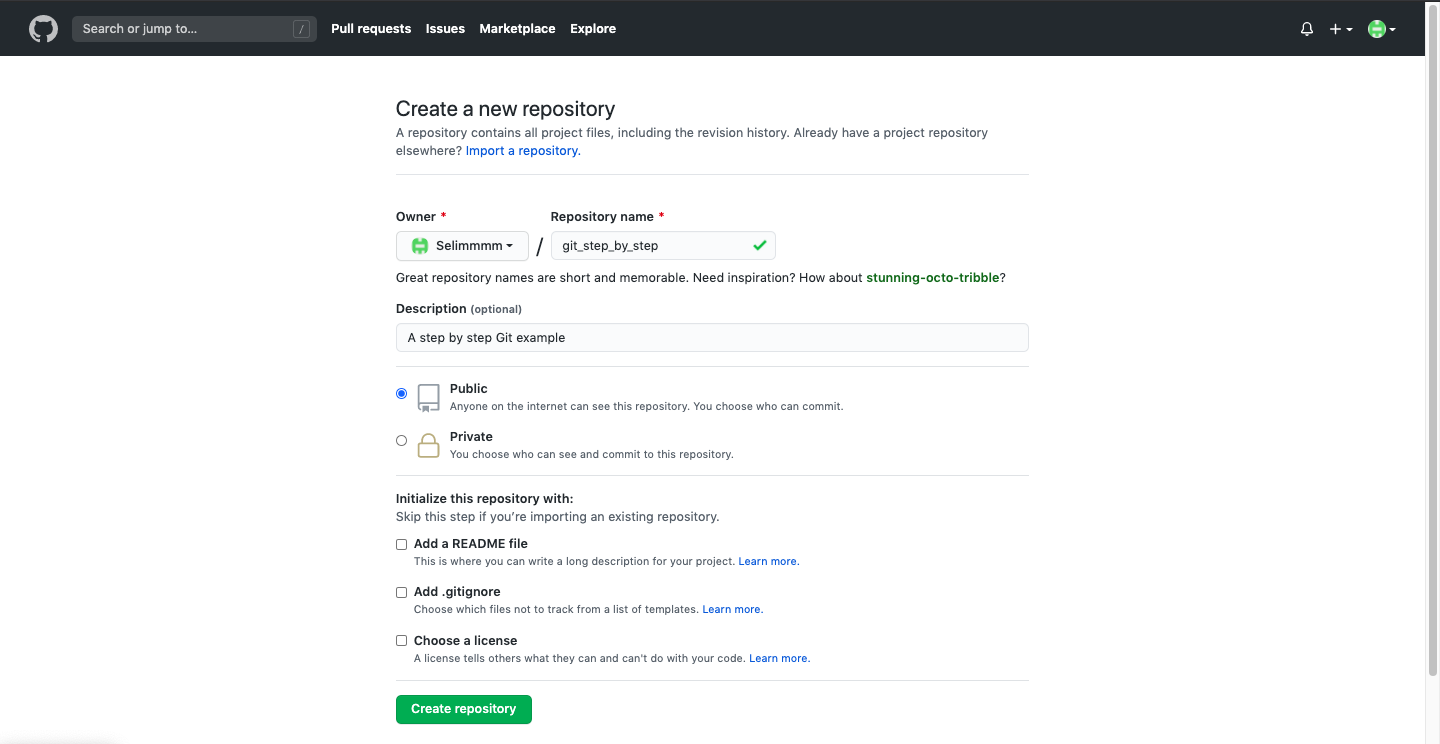 Search or jump to...
/
Pull requests
Issues
Marketplace
Explore
Create a new repository
A repository contains all project files, including the revision history. Already have a project repository
elsewhere? Import a repository.
Owner * Repository name *
Selimmmm / git_step_by_step
Great repository names are short and memorable. Need inspiration? How about stunning-octo-tribble?
Description (optional)
A step by step Git example
Public
Anyone on the internet can see this repository. You choose who can commit.
Private
You choose who can see and commit to this repository.
Initialize this repository with:
Skip this step if you’re importing an existing repository.
Add a README file
This is where you can write a long description for your project. Learn more.
Add .gitignore
Choose which files not to track from a list of templates. Learn more.
Choose a license
A license tells others what they can and can't do with your code. Learn more.
Create repository